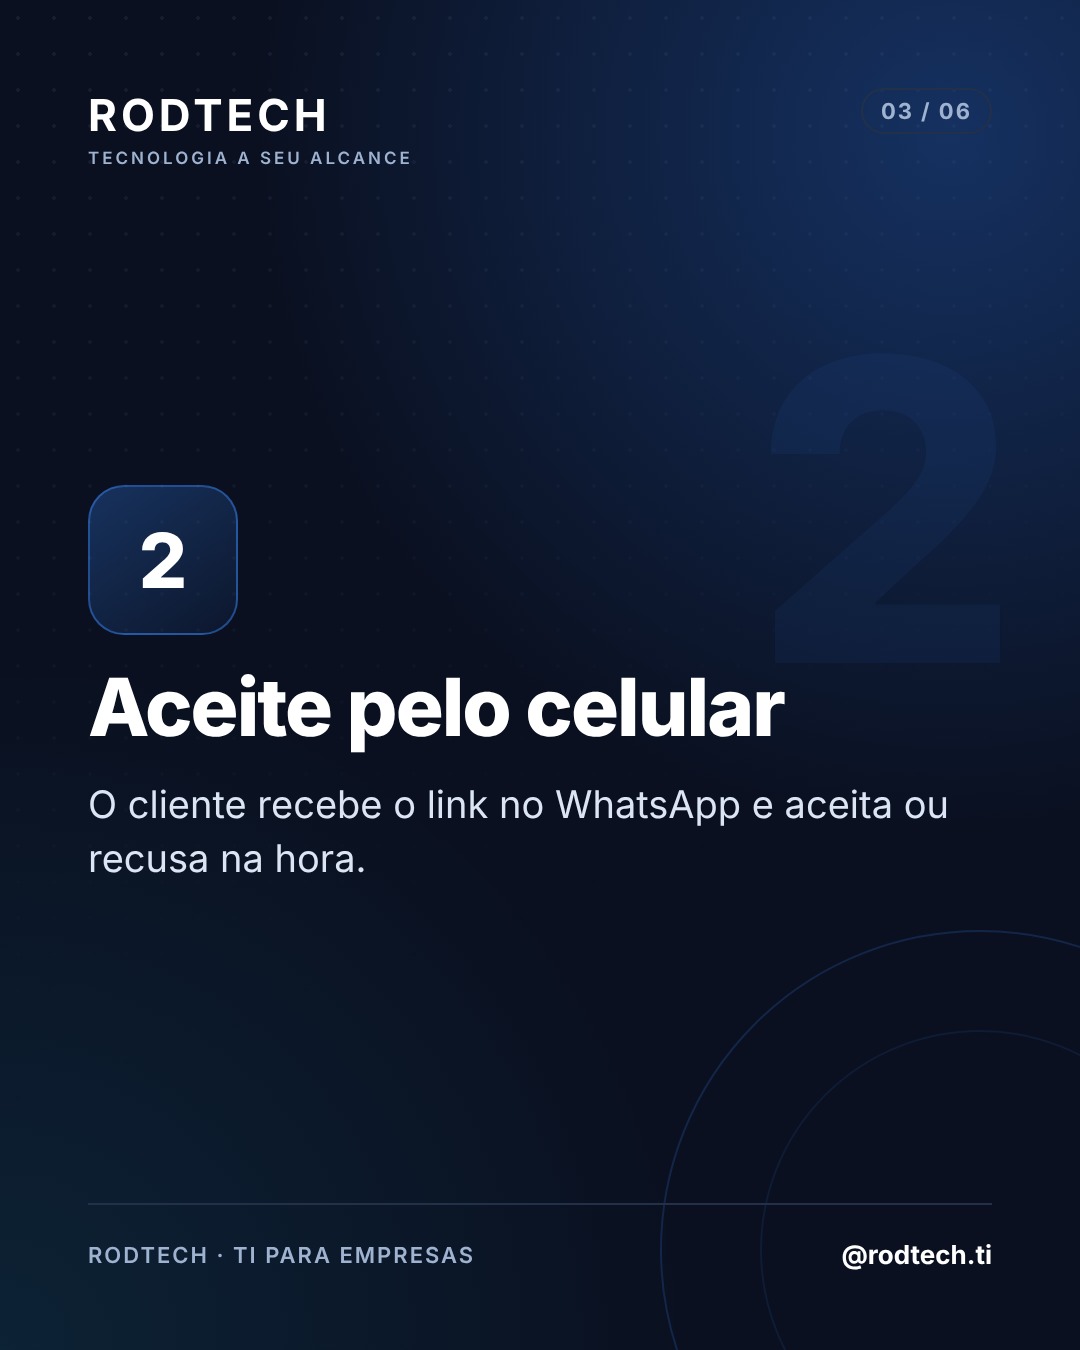 RODTECH
TECNOLOGIA A SEU ALCANCE
03 / 06
2
2
Aceite pelo celular
O cliente recebe o link no WhatsApp e aceita ou
recusa na hora.
RODTECH · TI PARA EMPRESAS
@rodtech.ti